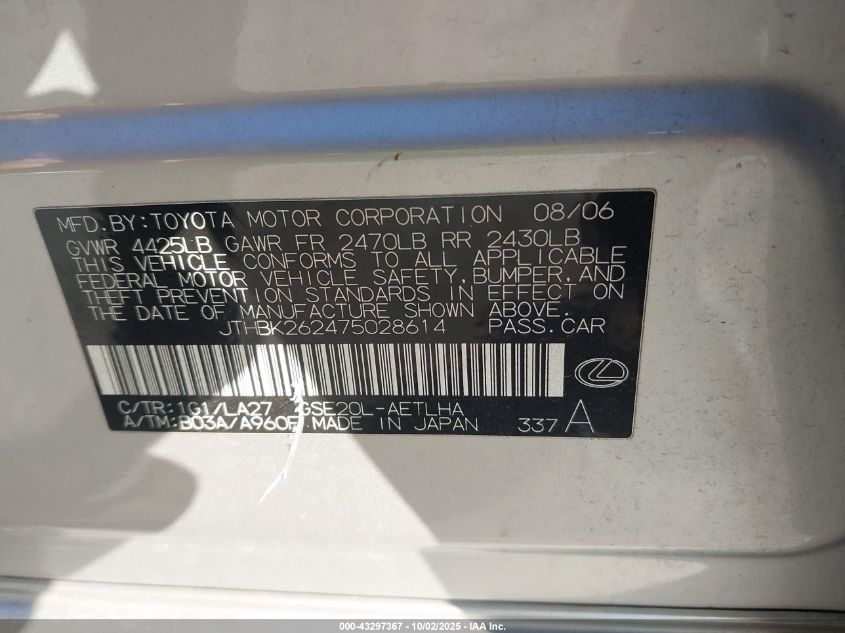 MFD.BY:TOYOTA MOTOR CORPORATION 08/06
GVWR 4425LB GAWR FR 2470LB RR 2430LB
THIS VEHICLE CONFORMS TO ALL APPLICABLE
FEDERAL MOTOR VEHICLE SAFETY,BUMPER,AND
THEFT PREVENTION STANDARDS IN EFFECT ON
THE DATE OF MANUFACTURE SHOWN ABOVE.
JTHBK262475028614 PASS.CAR
C/TR:1G1/LA27 GSE20L-AETLHA
A/TM:B03A/A960E MADE IN JAPAN 337 A
000-43297367 - 10/02/2025 - IAA Inc.